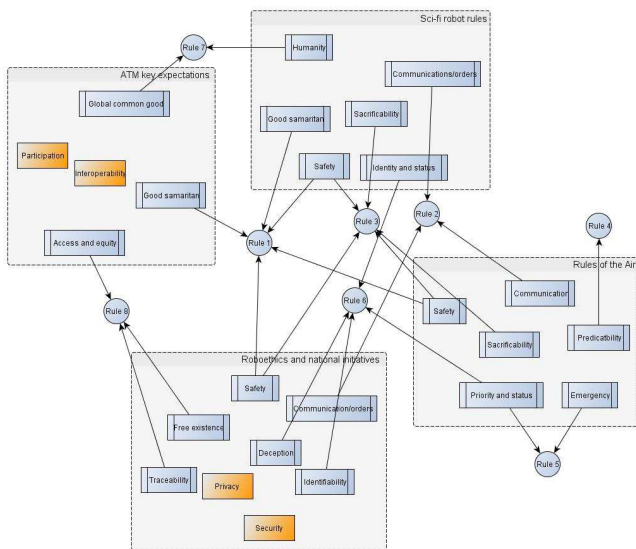 Sci-fi robot rules
Rule 7
Humanity
ATM key expectations
Communications/orders
Global common good
Good samaritan
Sacrificability
Participation
Interoperability
Safety
Identity and status
Good samaritan
Rule 3
Rule 2
Rule 4
Access and equity
Rule 1
Rules of the Air
Rule 6
Communication
Rule 8
Safety
Sacrificability
Predicatbility
Roboethics and national initiatives
Safety
Priority and status
Emergency
Communication/orders
Free existence
Deception
Rule 5
Traceability
Privacy
Identifiability
Security